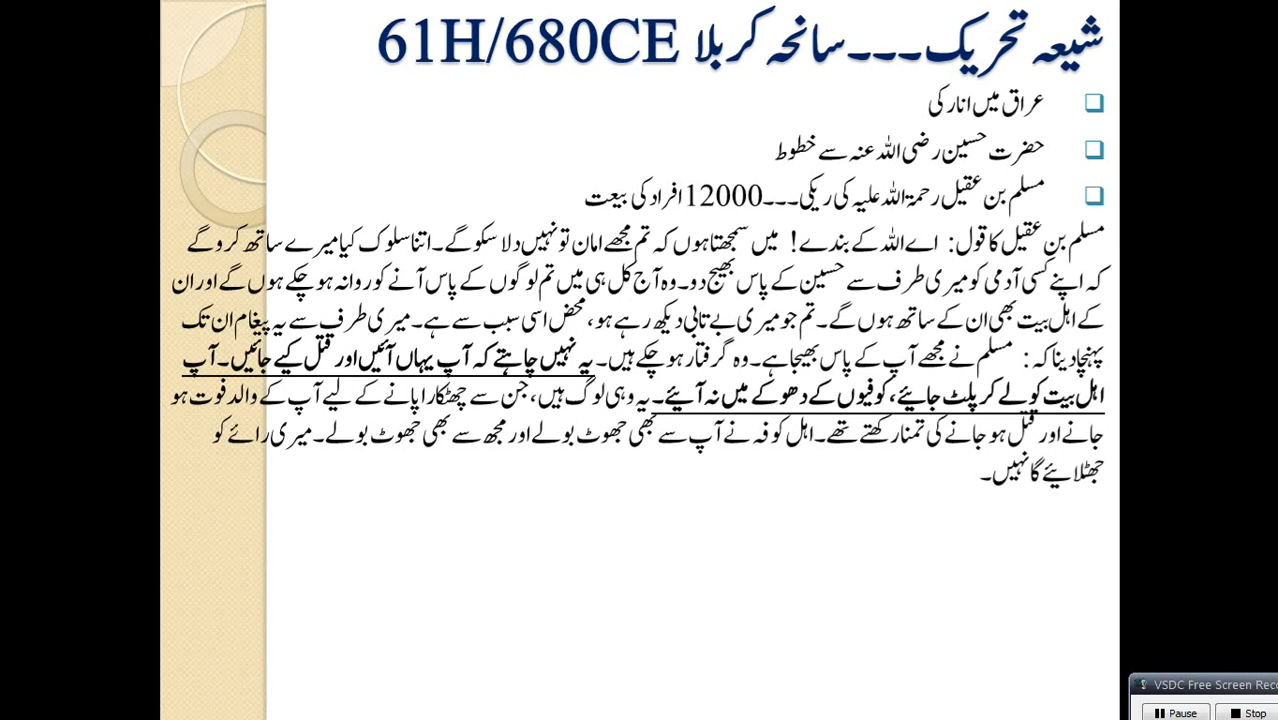 شیعہ تحریک۔۔۔سانحہ کربلا 61H/680CE
❑ عراق میں انارکی
❑ حضرت حسین رضی اللہ عنہ سے خطوط
❑ مسلم بن عقیل رحمۃ اللہ علیہ کی ریکی۔۔۔12000 افراد کی بیعت
مسلم بن عقیل کا قول: اے اللہ کے بندے! میں سمجھتا ہوں کہ تم مجھے امان تو نہیں دلا سکو گے۔ اتنا سلوک کیا میرے ساتھ کرو گے
کہ اپنے کسی آدمی کو میری طرف سے حسین کے پاس بھیج دو۔ وہ آج کل ہی میں تم لوگوں کے پاس آنے کو روانہ ہو چکے ہوں گے اور ان
کے اہل بیت بھی ان کے ساتھ ہوں گے۔ تم جو میری بے تابی دیکھ رہے ہو، محض اسی سبب سے ہے۔ میری طرف سے یہ پیغام ان تک
پہنچا دینا کہ: مسلم نے مجھے آپ کے پاس بھیجا ہے۔ وہ گرفتار ہو چکے ہیں۔ یہ نہیں چاہتے کہ آپ یہاں آئیں اور قتل کیے جائیں۔ آپ
اہل بیت کو لے کر پلٹ جائیے، کوفیوں کے دھوکے میں نہ آئیے۔ یہ وہی لوگ ہیں، جن سے چھٹکارا پانے کے لیے آپ کے والد فوت ہو
جانے اور قتل ہو جانے کی تمنا رکھتے تھے۔ اہل کوفہ نے آپ سے بھی جھوٹ بولے اور مجھ سے بھی جھوٹ بولے۔ میری رائے کو
جھٹلائیے گا نہیں۔
VSDC Free Screen Reco
Pause Stop